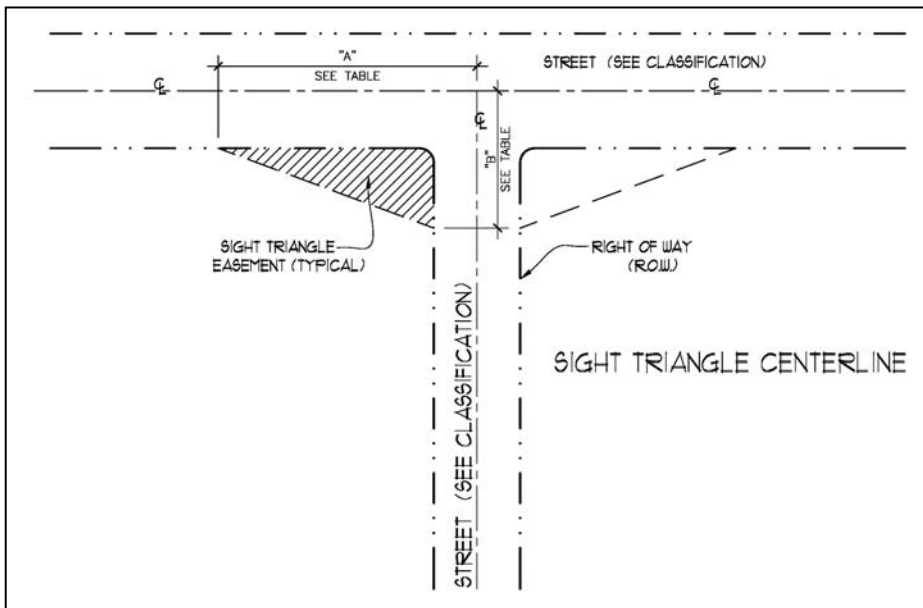 "A"
SEE TABLE
STREET (SEE CLASSIFICATION)
℄
℄
℄
"B"
SEE TABLE
SIGHT TRIANGLE
EASEMENT (TYPICAL)
RIGHT OF WAY
(R.O.W.)
STREET (SEE CLASSIFICATION)
SIGHT TRIANGLE CENTERLINE